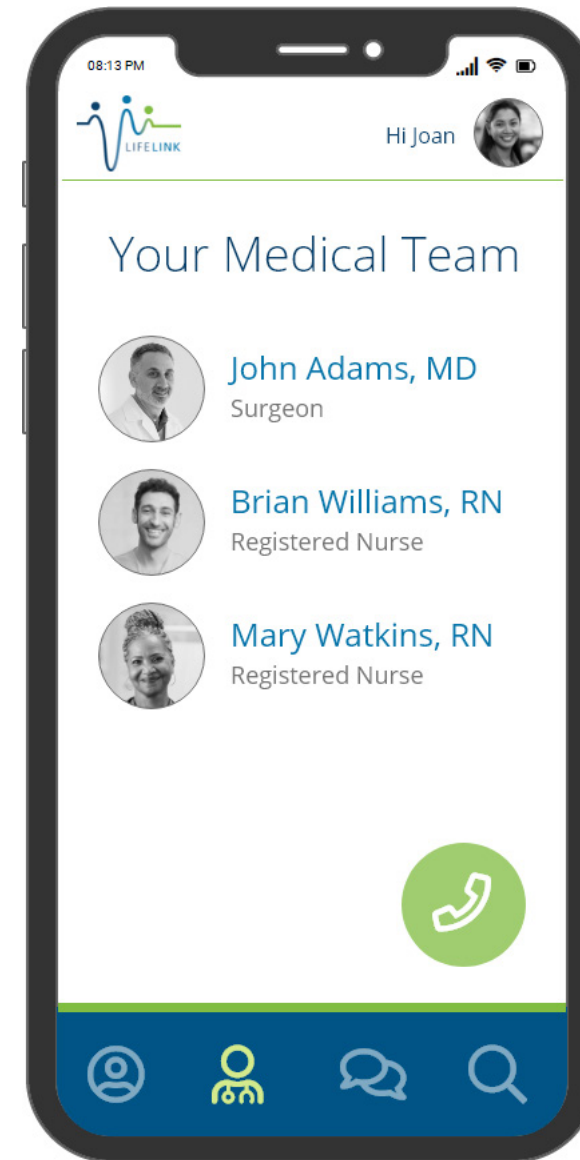 08:13 PM
LIFELINK
Hi Joan
Your Medical Team
John Adams, MD
Surgeon
Brian Williams, RN
Registered Nurse
Mary Watkins, RN
Registered Nurse